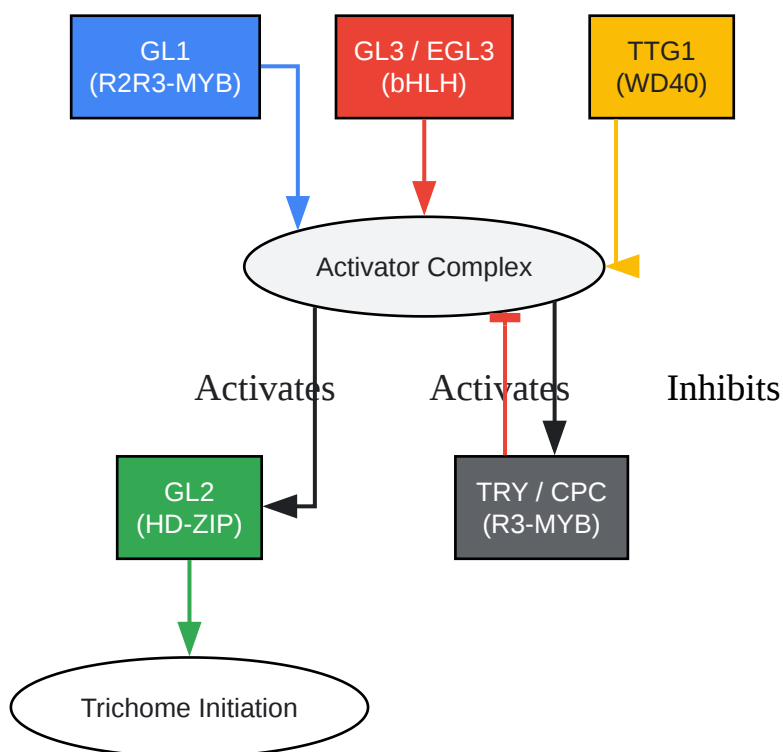 GL1
(R2R3-MYB)
GL3 / EGL3
(bHLH)
TTG1
(WD40)
Activator Complex
Activates
Activates
Inhibits
GL2
(HD-ZIP)
TRY / CPC
(R3-MYB)
Trichome Initiation